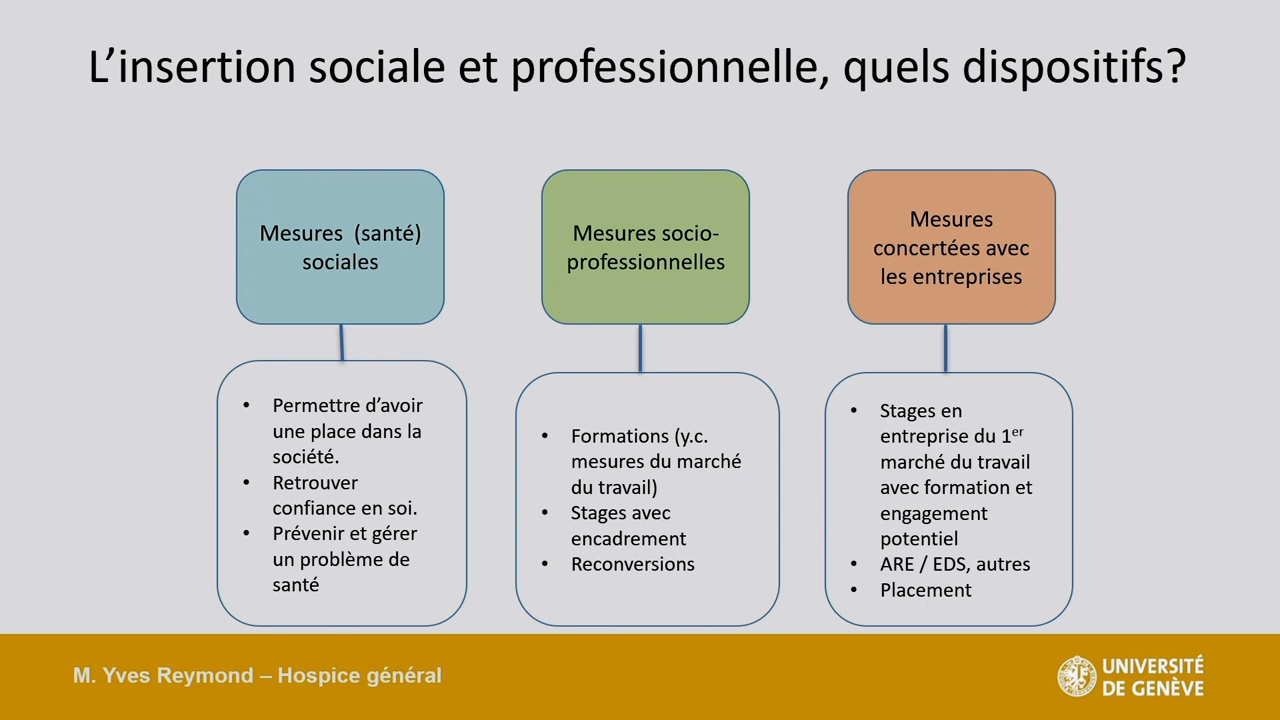 L’insertion sociale et professionnelle, quels dispositifs?
Mesures (santé)
sociales
Mesures socio-
professionnelles
Mesures
concertées avec
les entreprises
• Permettre d’avoir
une place dans la
société.
• Retrouver
confiance en soi.
• Prévenir et gérer
un problème de
santé
• Formations (y.c.
mesures du marché
du travail)
• Stages avec
encadrement
• Reconversions
• Stages en
entreprise du 1er
marché du travail
avec formation et
engagement
potentiel
• ARE / EDS, autres
• Placement
M. Yves Reymond – Hospice général
UNIVERSITÉ
DE GENÈVE